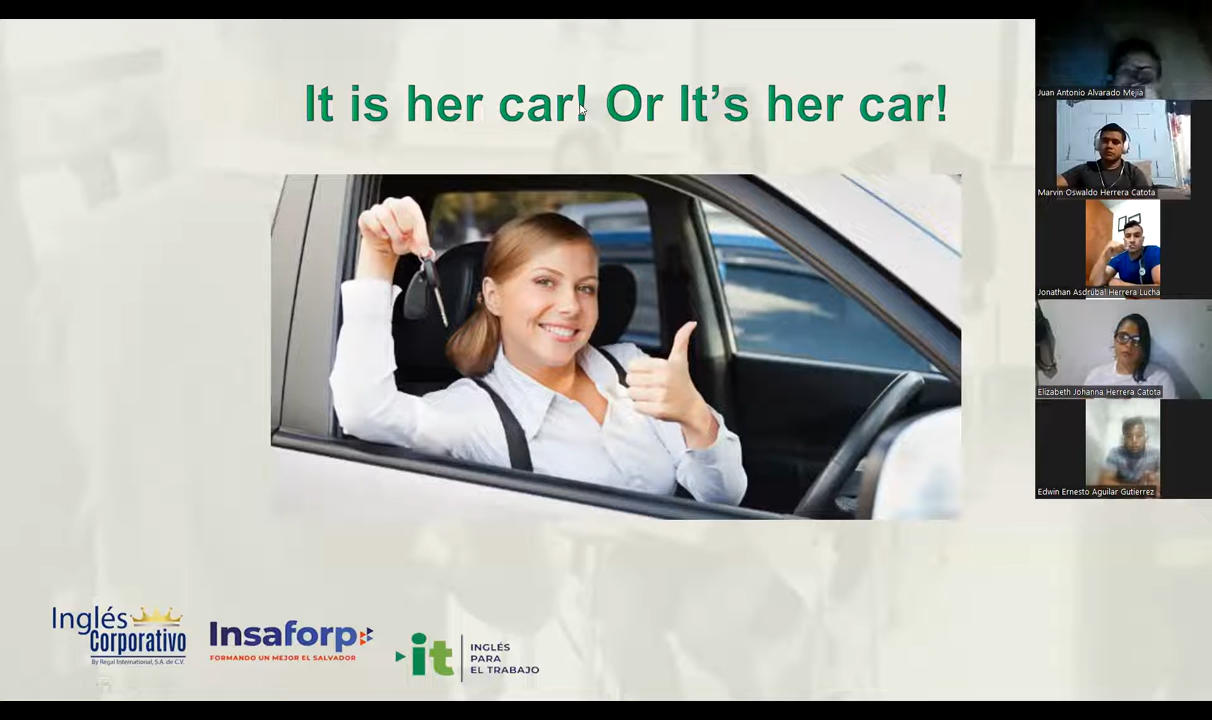 It is her car! Or It's her car!
Juan Antonio Alvarado Mejía
Marvin Oswaldo Herrera Catota
Jonathan Asdrúbal Herrera Lucha
Elizabeth Johanna Herrera Catota
Edwin Ernesto Aguilar Gutierrez
Inglés
Corporativo
By Regal International, S.A. de C.V.
Insaforp
FORMANDO UN MEJOR EL SALVADOR
it
INGLÉS
PARA
EL TRABAJO